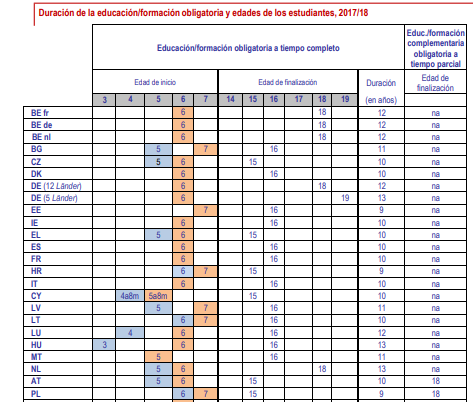 Duración de la educación/formación obligatoria y edades de los estudiantes, 2017/18
Educación/formación obligatoria a tiempo completo
Educ./formación complementaria obligatoria a tiempo parcial
Edad de inicio Edad de finalización Duración (en años) Edad de finalización
3 4 5 6 7 14 15 16 17 18 19
BE fr 6 18 12 na
BE de 6 18 12 na
BE nl 6 18 12 na
BG 5 7 16 11 na
CZ 5 6 15 10 na
DK 6 16 10 na
DE (12 Länder) 6 18 12 na
DE (5 Länder) 6 19 13 na
EE 7 16 9 na
IE 6 16 10 na
EL 5 6 15 10 na
ES 6 16 10 na
FR 6 16 10 na
HR 6 7 15 9 na
IT 6 16 10 na
CY 4a8m 5a8m 15 10 na
LV 5 7 16 11 na
LT 6 7 16 10 na
LU 4 6 16 12 na
HU 3 6 16 13 na
MT 5 16 11 na
NL 5 6 18 13 na
AT 5 6 15 10 18
PL 6 7 15 9 18